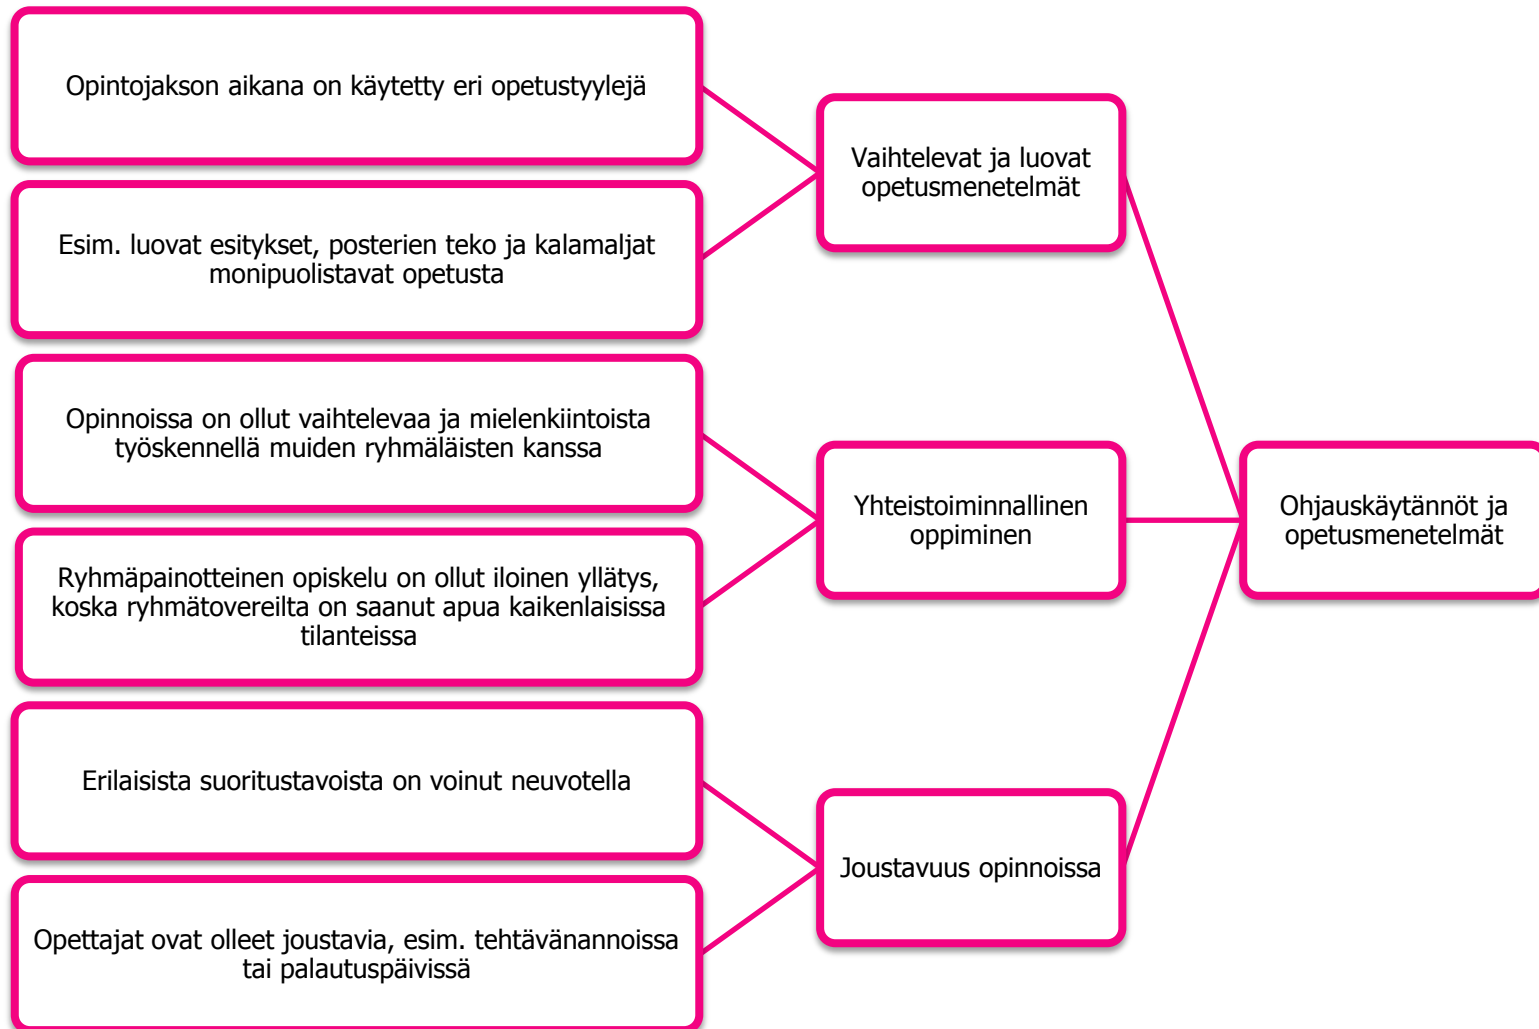 Opintojakson aikana on käytetty eri opetustyylejä
Esim. luovat esitykset, posterien teko ja kalamaljat
monipuolistavat opetusta
Opinnoissa on ollut vaihtelevaa ja mielenkiintoista
työskennellä muiden ryhmäläisten kanssa
Ryhmäpainotteinen opiskelu on ollut iloinen yllätys,
koska ryhmätovereilta on saanut apua kaikenlaisissa
tilanteissa
Erilaisista suoritustavoista on voinut neuvotella
Opettajat ovat olleet joustavia, esim. tehtävänannoissa
tai palautuspäivissä
Vaihtelevat ja luovat
opetusmenetelmät
Yhteistoiminnallinen
oppiminen
Joustavuus opinnoissa
Ohjauskäytännöt ja
opetusmenetelmät